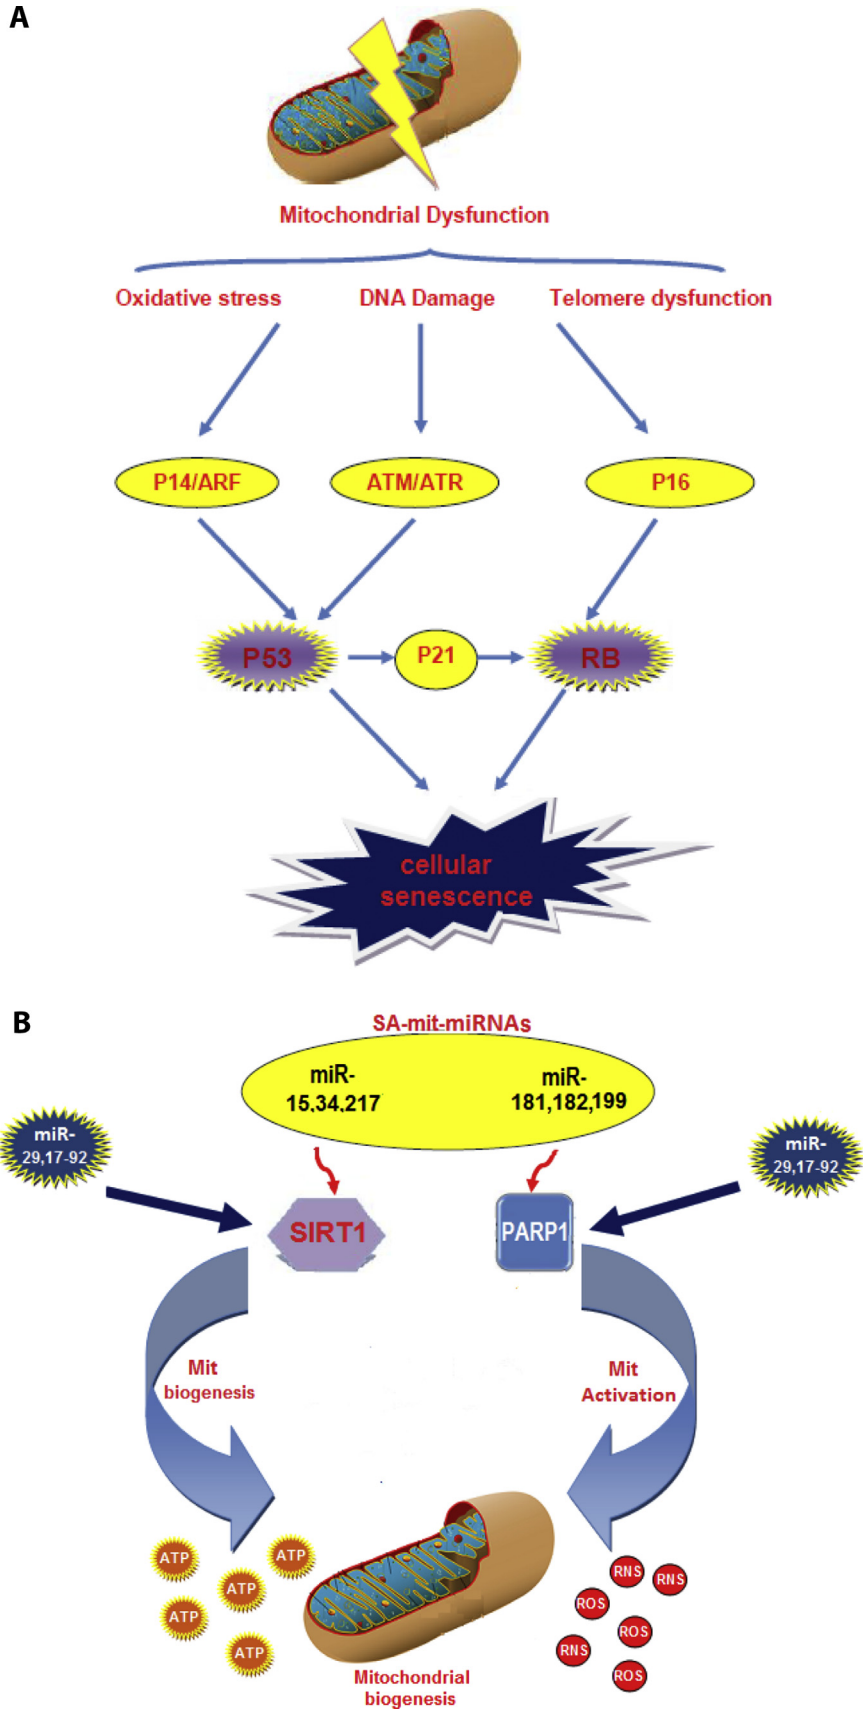 A
Mitochondrial Dysfunction
Oxidative stress
DNA Damage
Telomere dysfunction
P14/ARF
ATM/ATR
P16
P53
P21
RB
cellular
senescence
B
SA-mit-miRNAs
miR-
15,34,217
miR-
181,182,199
miR-
29,17-92
miR-
29,17-92
SIRT1
PARP1
Mit
biogenesis
Mit
Activation
ATP
ATP
ATP
ATP
ATP
RNS
RNS
ROS
ROS
RNS
ROS
Mitochondrial
biogenesis